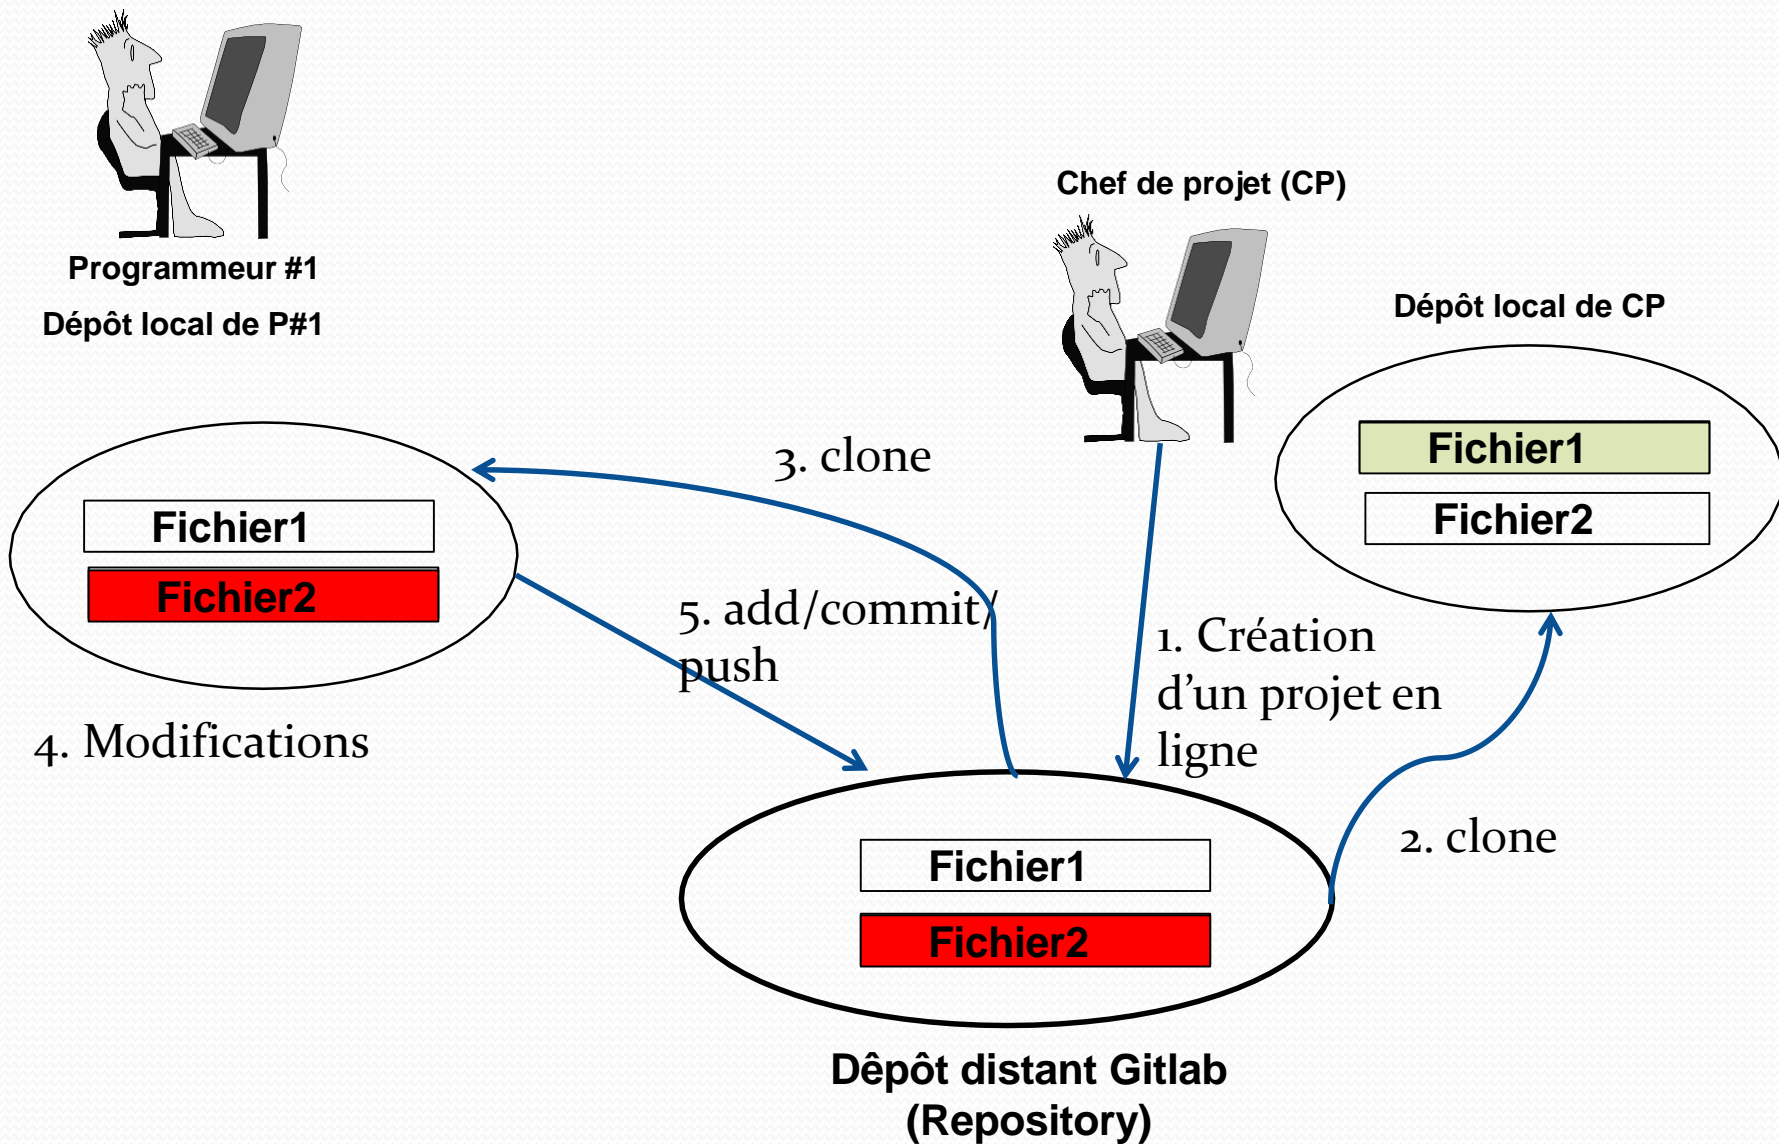 Programmeur #1
Dépôt local de P#1
Chef de projet (CP)
Dépôt local de CP
Fichier1
Fichier2
3. clone
Fichier1
Fichier2
5. add/commit/
push
4. Modifications
1. Création
d’un projet en
ligne
2. clone
Fichier1
Fichier2
Dêpôt distant Gitlab
(Repository)